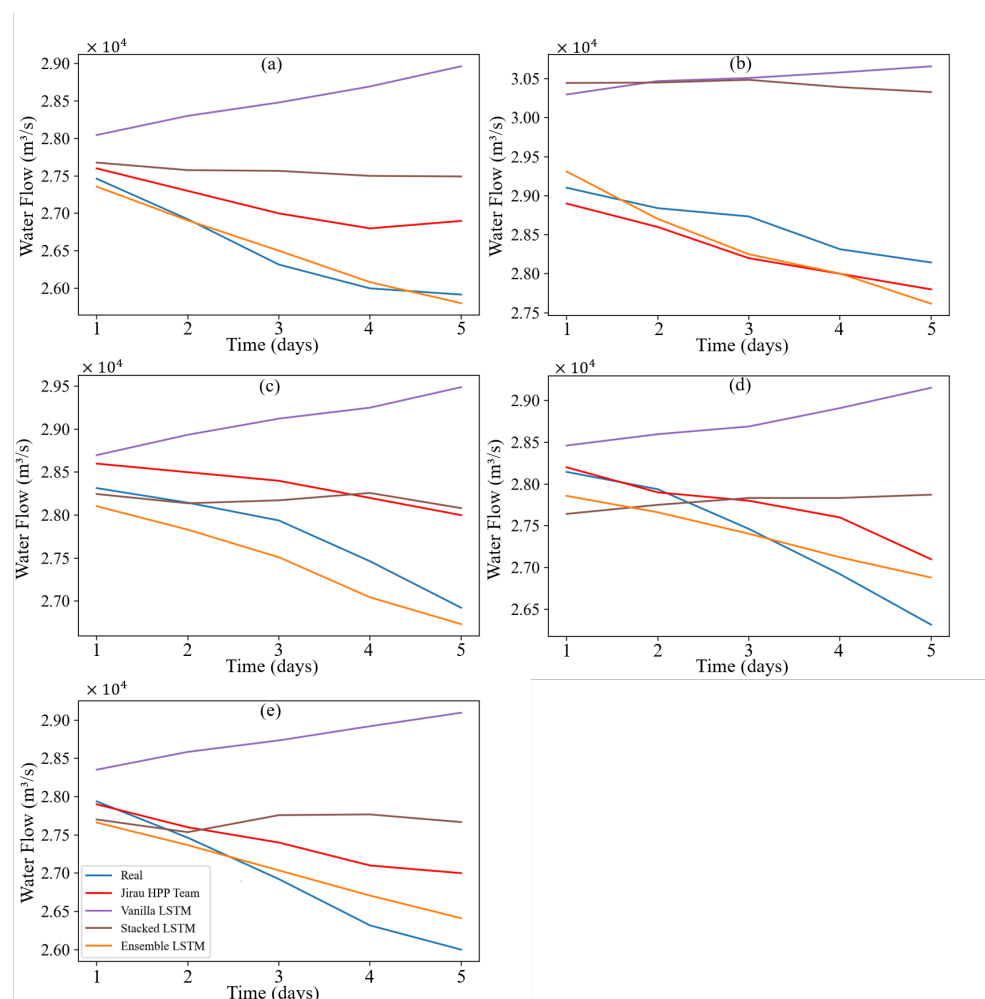 × 10⁴
(a)
2.90
2.85
2.80
2.75
2.70
2.65
2.60
Water Flow (m³/s)
1 2 3 4 5
Time (days)
× 10⁴
(b)
3.05
3.00
2.95
2.90
2.85
2.80
2.75
Water Flow (m³/s)
1 2 3 4 5
Time (days)
× 10⁴
(c)
2.95
2.90
2.85
2.80
2.75
2.70
Water Flow (m³/s)
1 2 3 4 5
Time (days)
× 10⁴
(d)
2.90
2.85
2.80
2.75
2.70
2.65
Water Flow (m³/s)
1 2 3 4 5
Time (days)
× 10⁴
(e)
2.90
2.85
2.80
2.75
2.70
2.65
2.60
Water Flow (m³/s)
Real
Jirau HPP Team
Vanilla LSTM
Stacked LSTM
Ensemble LSTM
1 2 3 4 5
Time (days)